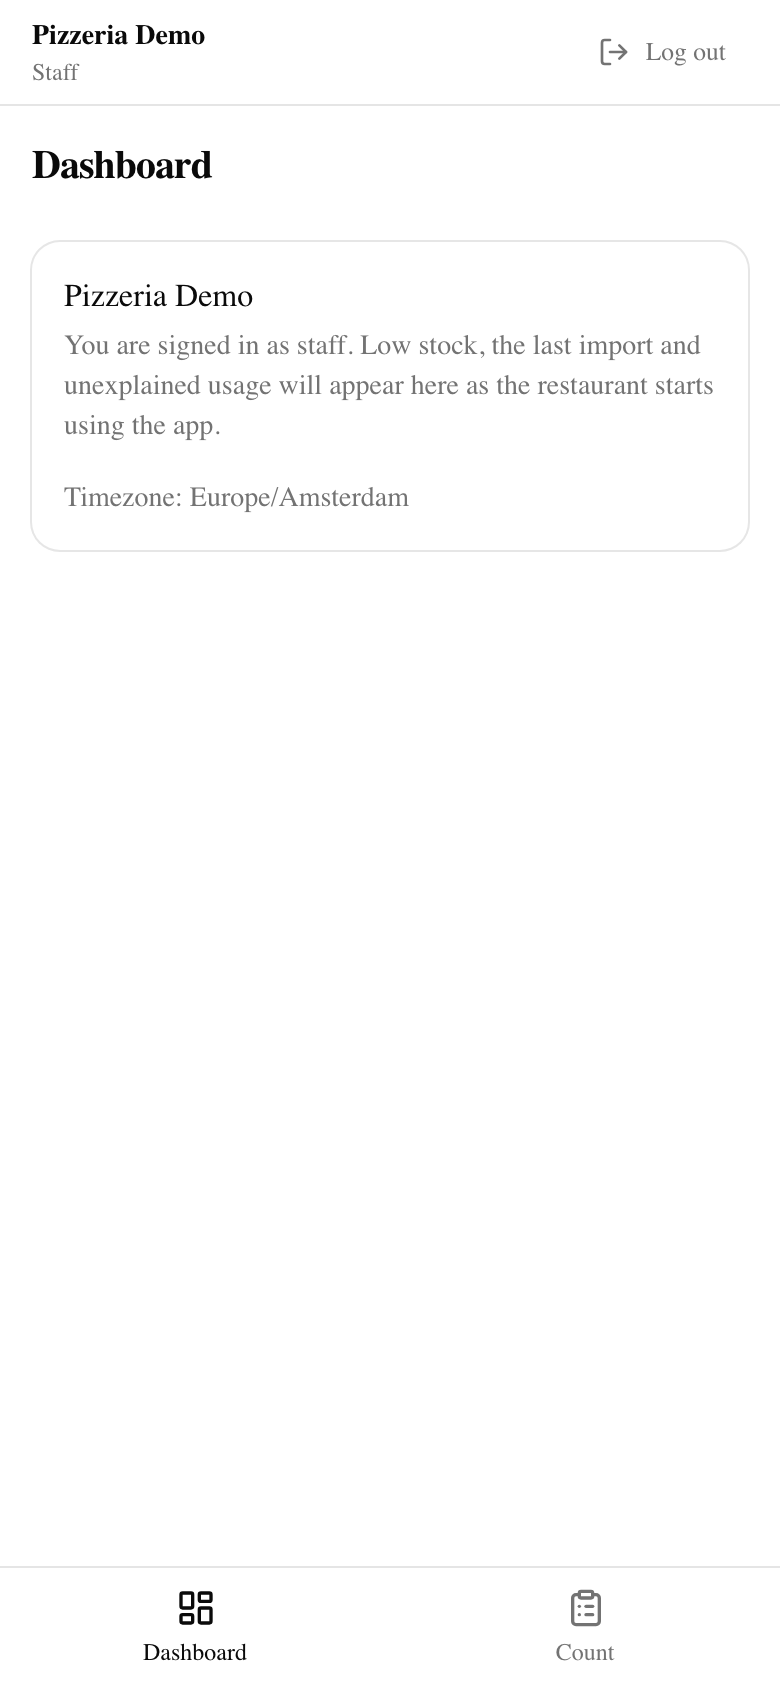 Pizzeria Demo
Staff
Log out
Dashboard
Pizzeria Demo
You are signed in as staff. Low stock, the last import and
unexplained usage will appear here as the restaurant starts
using the app.
Timezone: Europe/Amsterdam
Dashboard
Count